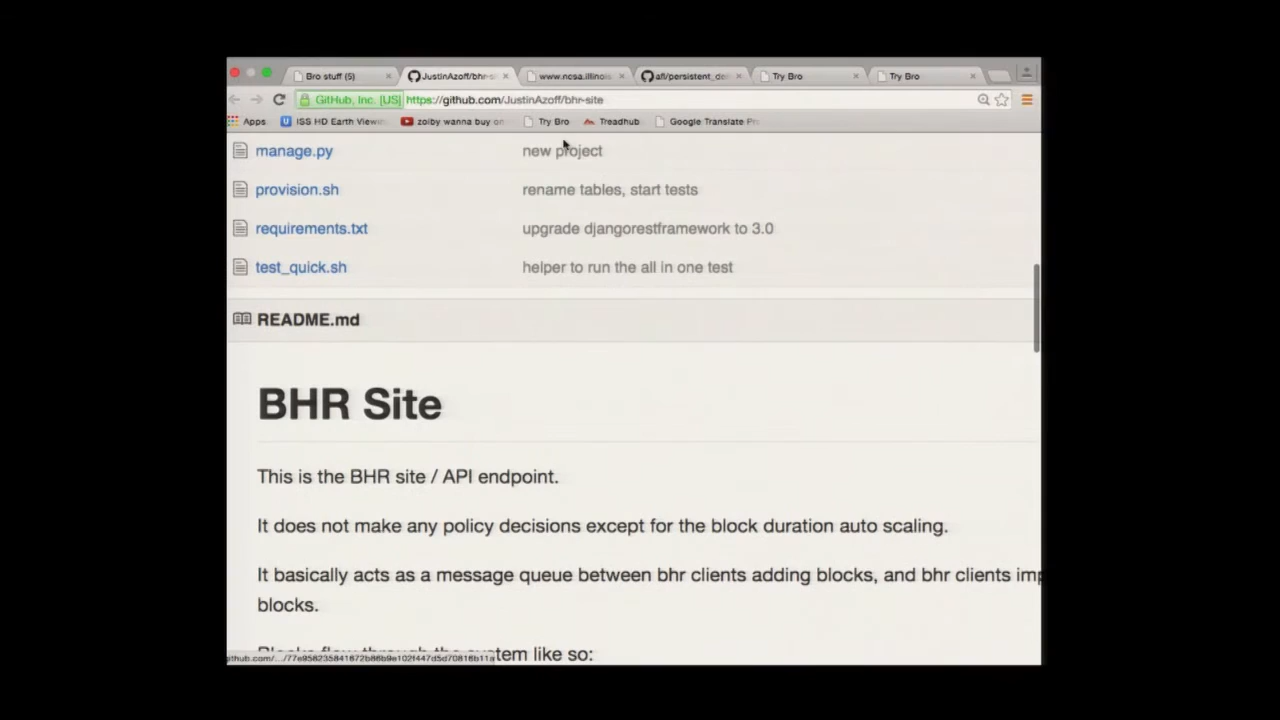 Bro stuff (5)
JustinAzoff/bhr-si
www.ncsa.illinois
afl/persistent_de
Try Bro
Try Bro
GitHub, Inc. [US]
https://github.com/JustinAzoff/bhr-site
Apps
ISS HD Earth Viewin
zoiby wanna buy
Try Bro
Treadhub
Google Translate Pr
manage.py
new project
provision.sh
rename tables, start tests
requirements.txt
upgrade djangorestframework to 3.0
test_quick.sh
helper to run the all in one test
README.md
BHR Site
This is the BHR site / API endpoint.
It does not make any policy decisions except for the block duration auto scaling.
It basically acts as a message queue between bhr clients adding blocks, and bhr clients imp
blocks.
Blocks flow through the system like so: